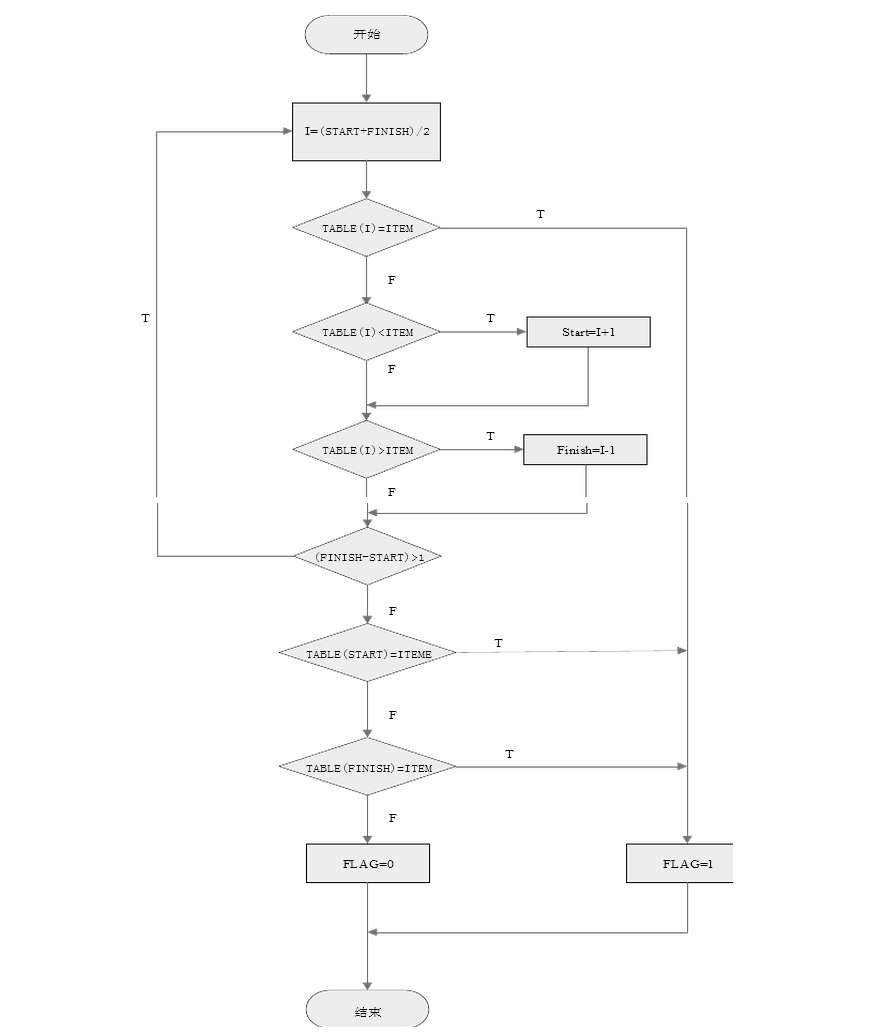 开始
I=(START+FINISH)/2
T
TABLE(I)=ITEM
F
T
T
TABLE(I)<ITEM
Start=I+1
F
T
TABLE(I)>ITEM
Finish=I-1
F
(FINISH-START)>1
F
T
TABLE(START)=ITEME
F
T
TABLE(FINISH)=ITEM
F
FLAG=0
FLAG=1
结束